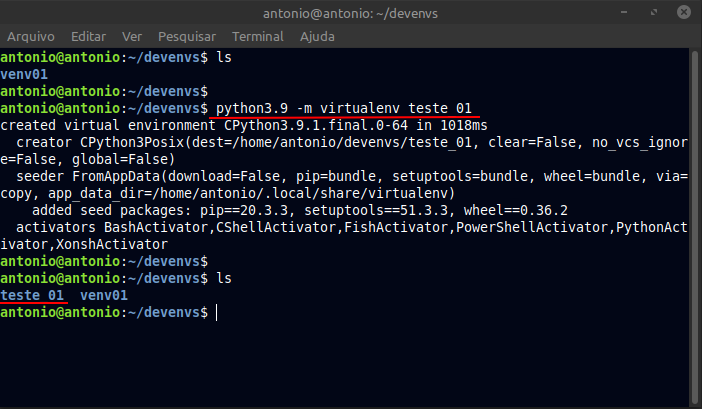 antonio@antonio: ~/devenvs
Arquivo Editar Ver Pesquisar Terminal Ajuda
antonio@antonio:~/devenvs$ ls
venv01
antonio@antonio:~/devenvs$
antonio@antonio:~/devenvs$ python3.9 -m virtualenv teste_01
created virtual environment CPython3.9.1.final.0-64 in 1018ms
  creator CPython3Posix(dest=/home/antonio/devenvs/teste_01, clear=False, no_vcs_ignor
e=False, global=False)
  seeder FromAppData(download=False, pip=bundle, setuptools=bundle, wheel=bundle, via=
copy, app_data_dir=/home/antonio/.local/share/virtualenv)
    added seed packages: pip==20.3.3, setuptools==51.3.3, wheel==0.36.2
  activators BashActivator,CShellActivator,FishActivator,PowerShellActivator,PythonAct
ivator,XonshActivator
antonio@antonio:~/devenvs$
antonio@antonio:~/devenvs$ ls
teste_01  venv01
antonio@antonio:~/devenvs$